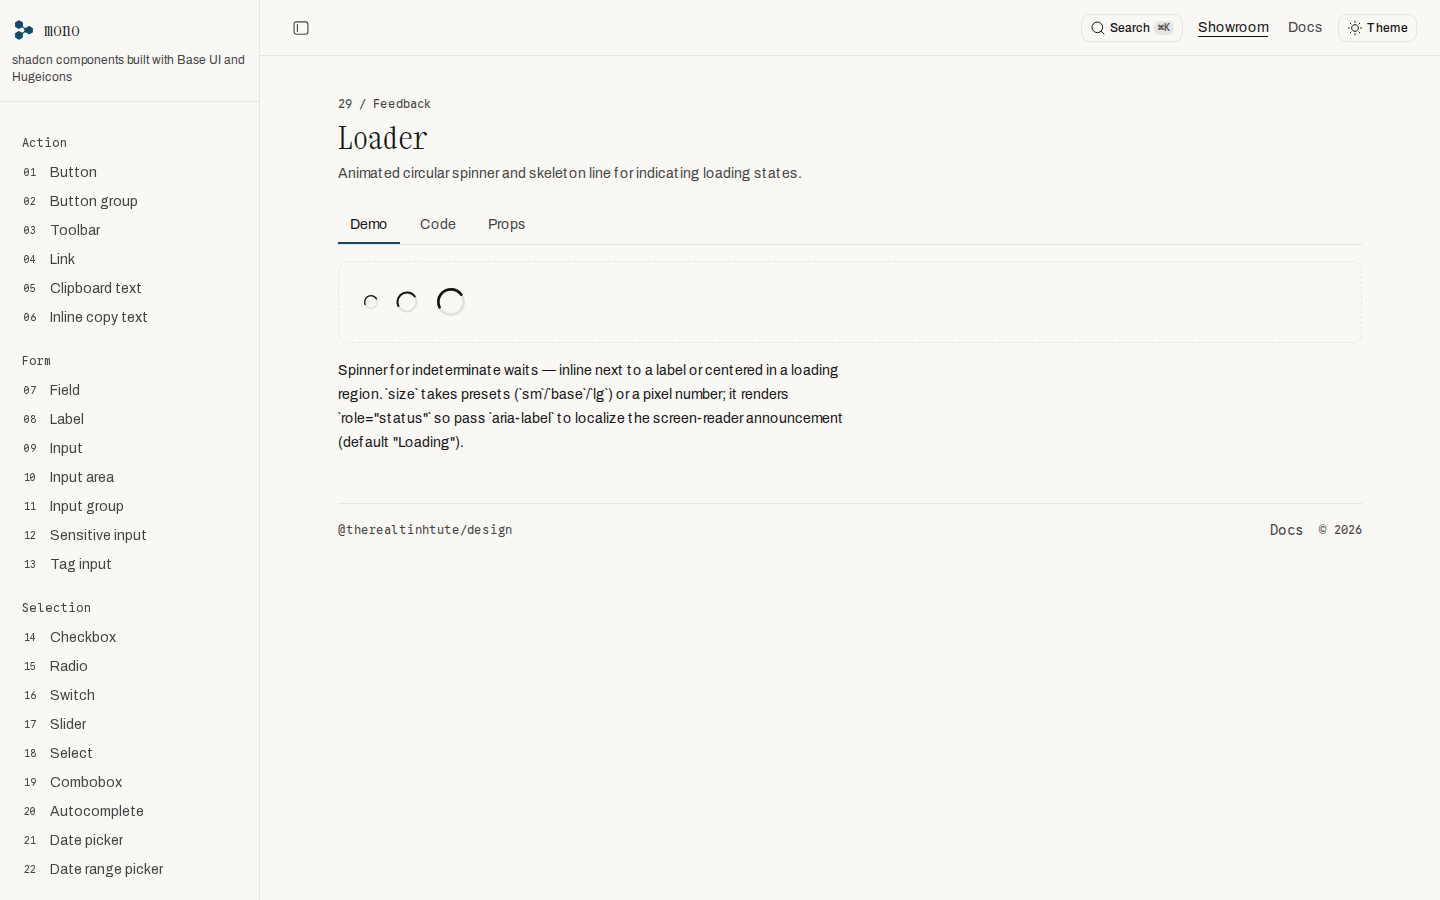 mono
shadcn components built with Base UI and
Hugeicons
Action
01 Button
02 Button group
03 Toolbar
04 Link
05 Clipboard text
06 Inline copy text
Form
07 Field
08 Label
09 Input
10 Input area
11 Input group
12 Sensitive input
13 Tag input
Selection
14 Checkbox
15 Radio
16 Switch
17 Slider
18 Select
19 Combobox
20 Autocomplete
21 Date picker
22 Date range picker
Search ⌘K Showroom Docs Theme
29 / Feedback
Loader
Animated circular spinner and skeleton line for indicating loading states.
Demo Code Props
Spinner for indeterminate waits — inline next to a label or centered in a loading
region. `size` takes presets (`sm`/`base`/`lg`) or a pixel number; it renders
`role="status"` so pass `aria-label` to localize the screen-reader announcement
(default "Loading").
@therealtinhtute/design Docs © 2026